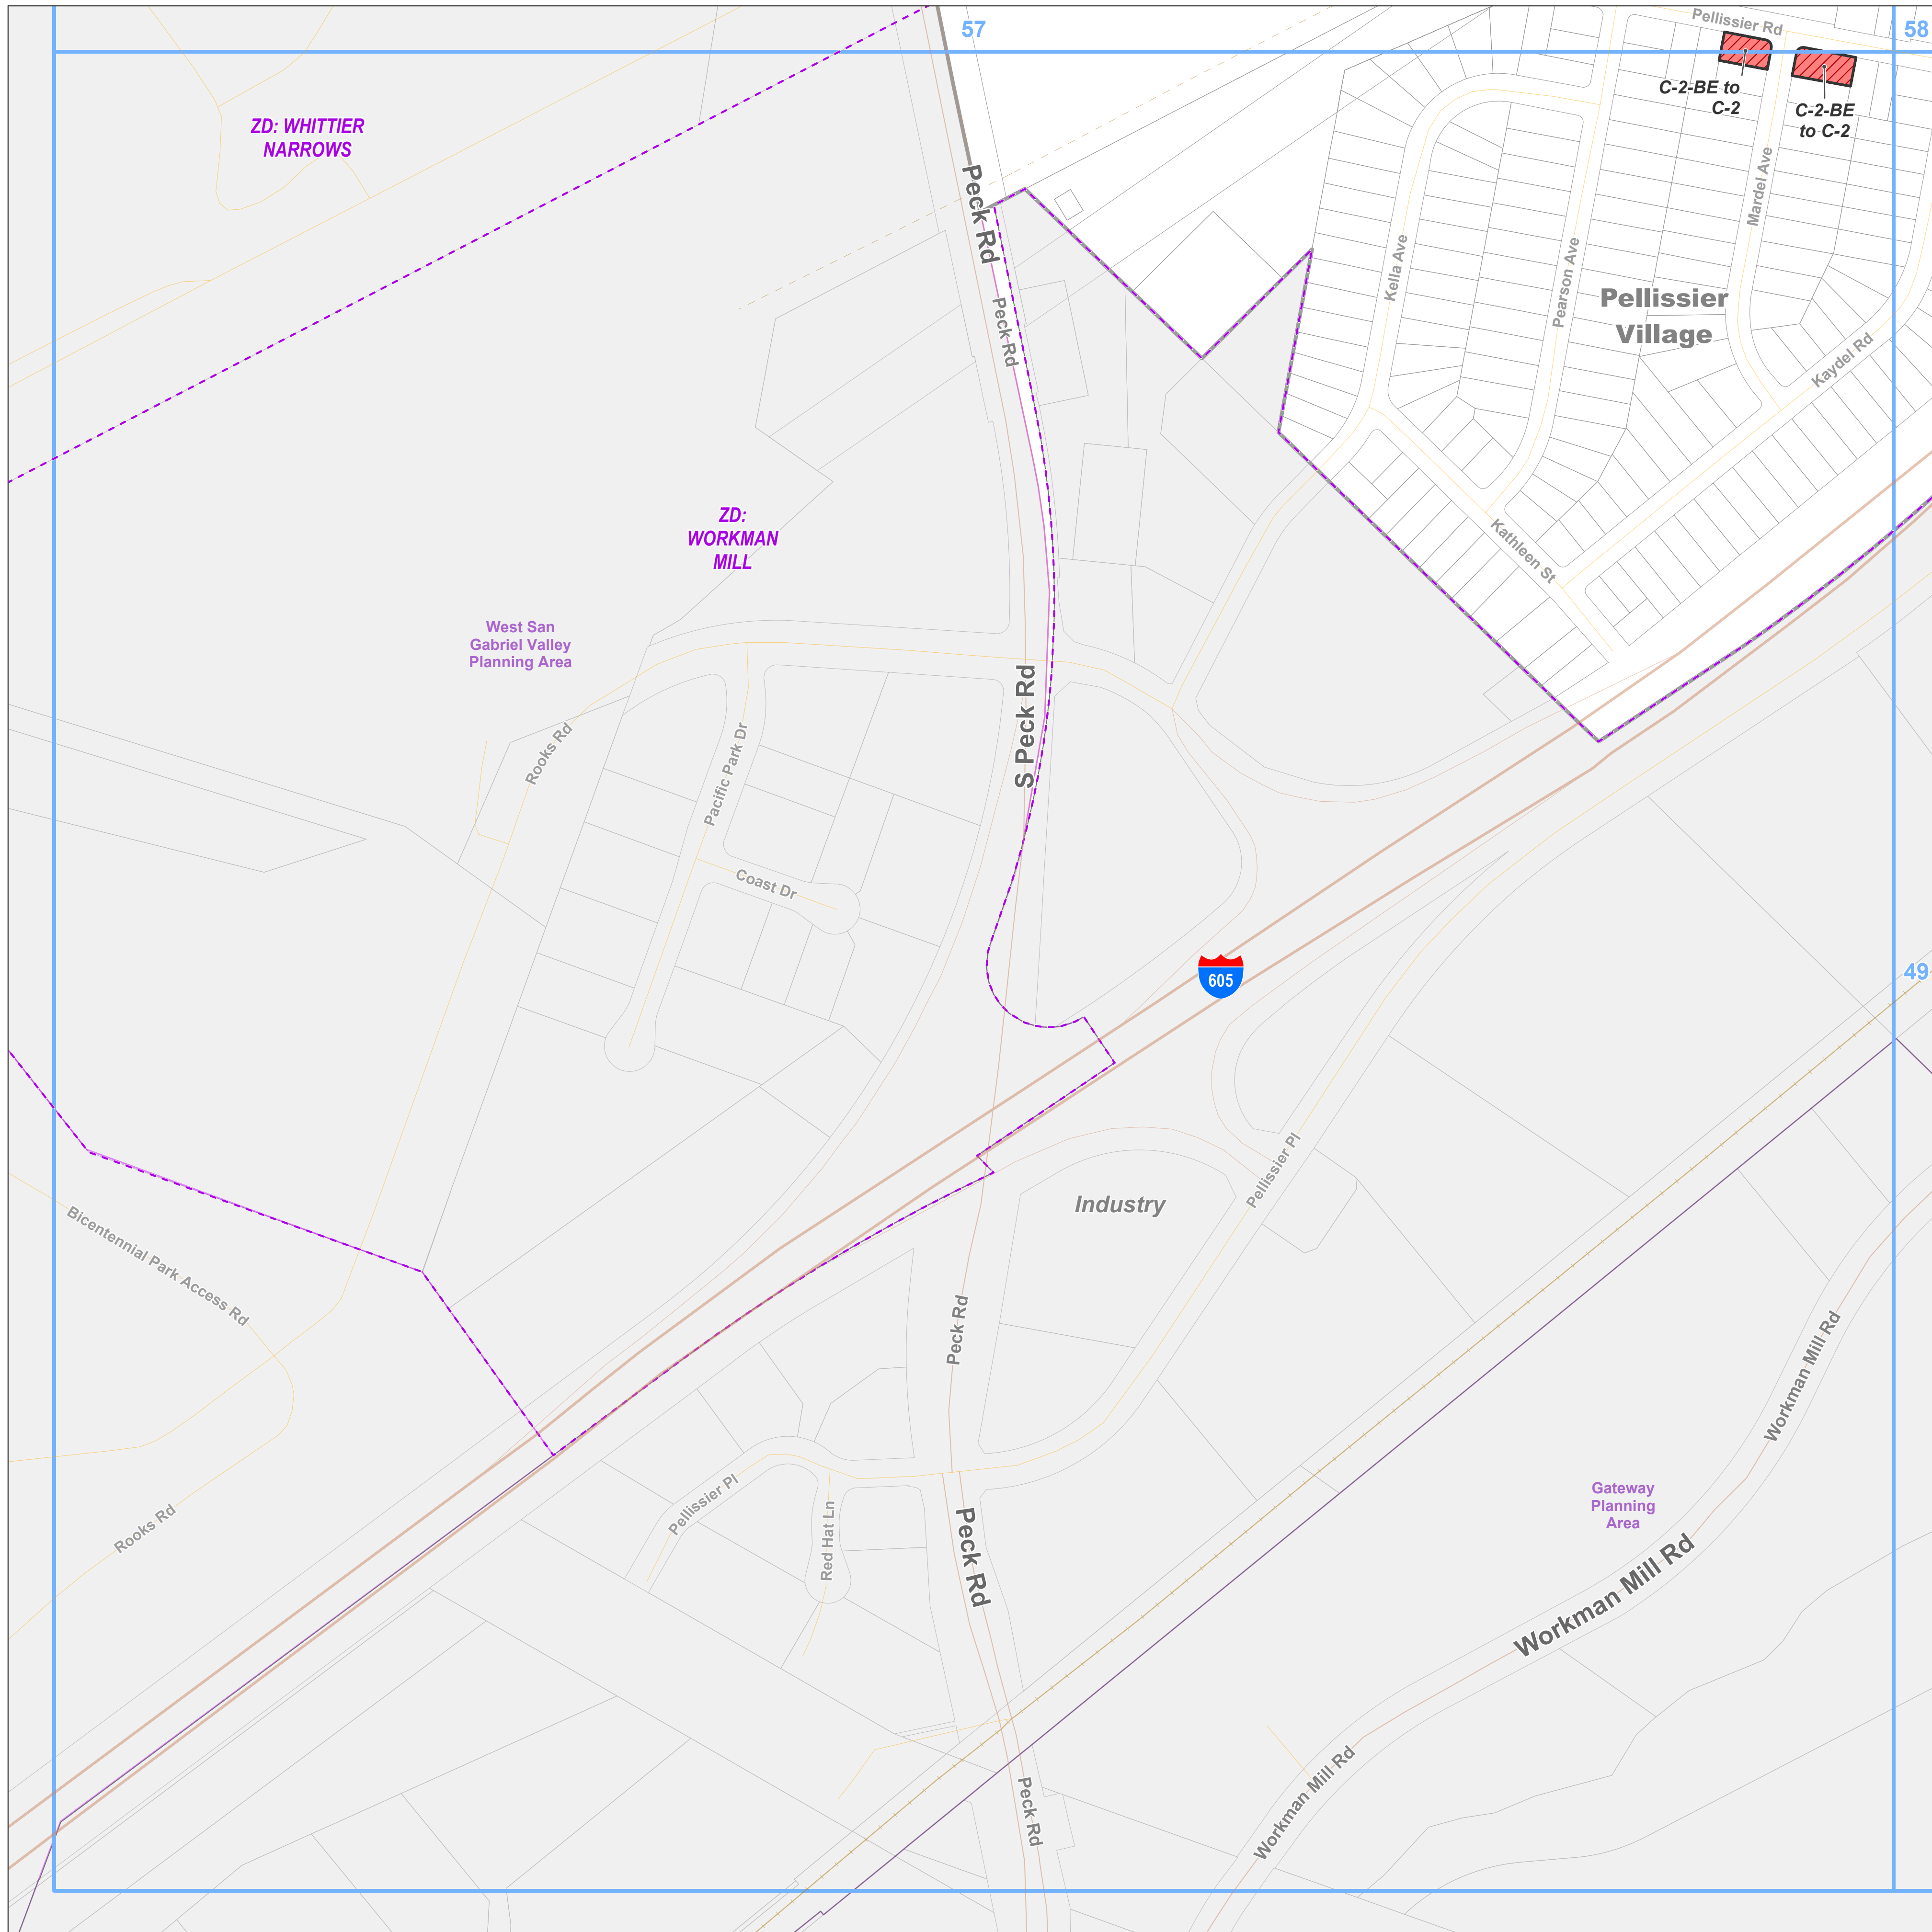 57
58
Pellissier Rd
C-2-BE to
C-2
C-2-BE
to C-2
ZD: WHITTIER
NARROWS
Peck Rd
Mardel Ave
Kella Ave
Pearson Ave
Pellissier
Village
Peck Rd
Kaydel Rd
ZD:
WORKMAN
MILL
Kathleen St
West San
Gabriel Valley
Planning Area
S Peck Rd
Rooks Rd
Pacific Park Dr
Coast Dr
605
49
Pellissier Pl
Industry
Bicentennial Park Access Rd
Peck Rd
Workman Mill Rd
Gateway
Planning
Area
Pellissier Pl
Rooks Rd
Red Hat Ln
Peck Rd
Workman Mill Rd
Workman Mill Rd
Peck Rd